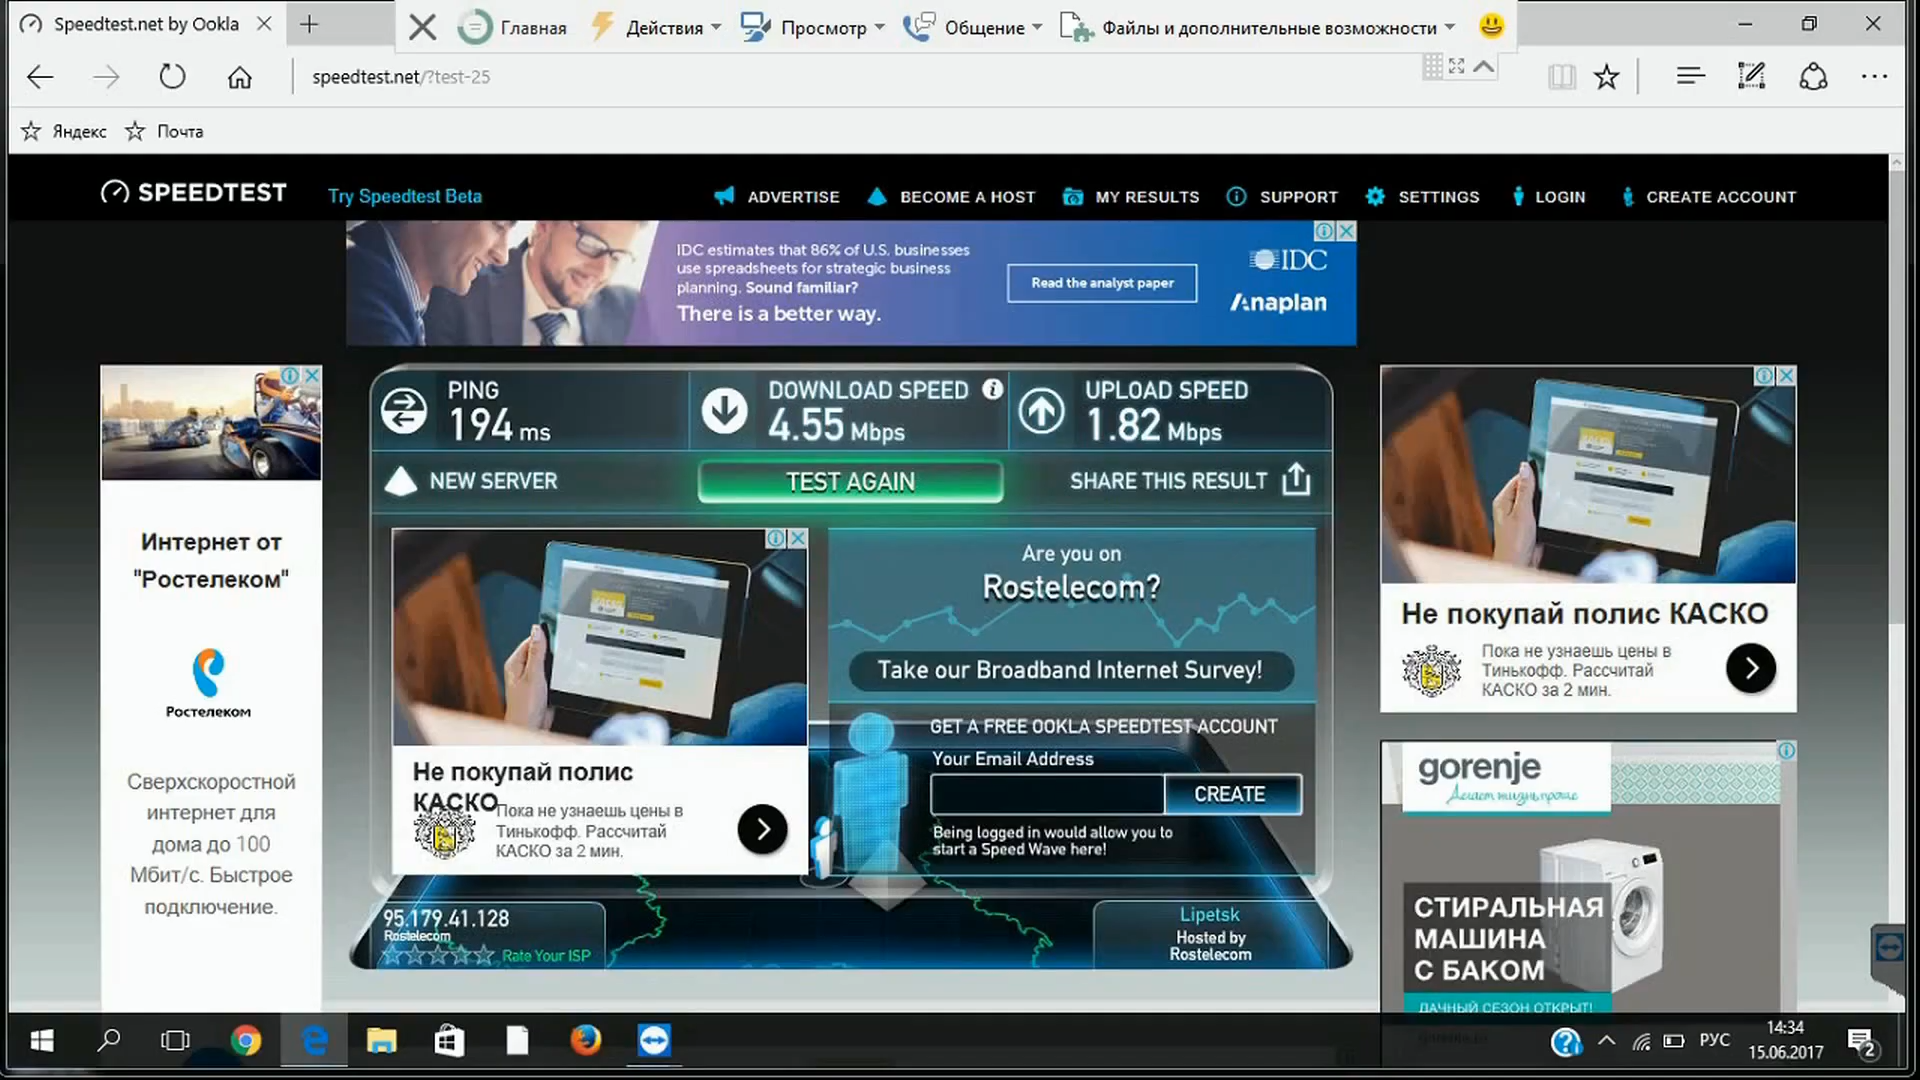 Speedtest.net by Ookla
Главная
Действия
Просмотр
Общение
Файлы и дополнительные возможности
speedtest.net/?test-25
Яндекс
Почта
SPEEDTEST
Try Speedtest Beta
ADVERTISE
BECOME A HOST
MY RESULTS
SUPPORT
SETTINGS
LOGIN
CREATE ACCOUNT
IDC estimates that 86% of U.S. businesses
use spreadsheets for strategic business
planning. Sound familiar?
There is a better way.
Read the analyst paper
IDC
Anaplan
Интернет от
"Ростелеком"
Ростелеком
Сверхскоростной
интернет для
дома до 100
Мбит/с. Быстрое
подключение.
PING
194 ms
DOWNLOAD SPEED
4.55 Mbps
UPLOAD SPEED
1.82 Mbps
NEW SERVER
TEST AGAIN
SHARE THIS RESULT
Не покупай полис
КАСКО
Пока не узнаешь цены в
Тинькофф. Рассчитай
КАСКО за 2 мин.
Are you on
Rostelecom?
Take our Broadband Internet Survey!
GET A FREE OOKLA SPEEDTEST ACCOUNT
Your Email Address
CREATE
Being logged in would allow you to
start a Speed Wave here!
95.179.41.128
Rostelecom
Rate Your ISP
Lipetsk
Hosted by
Rostelecom
Не покупай полис КАСКО
Пока не узнаешь цены в
Тинькофф. Рассчитай
КАСКО за 2 мин.
gorenje
Делает жизнь проще
СТИРАЛЬНАЯ
МАШИНА
С БАКОМ
ДАЧНЫЙ СЕЗОН ОТКРЫТ!
РУС
14:34
15.06.2017
2